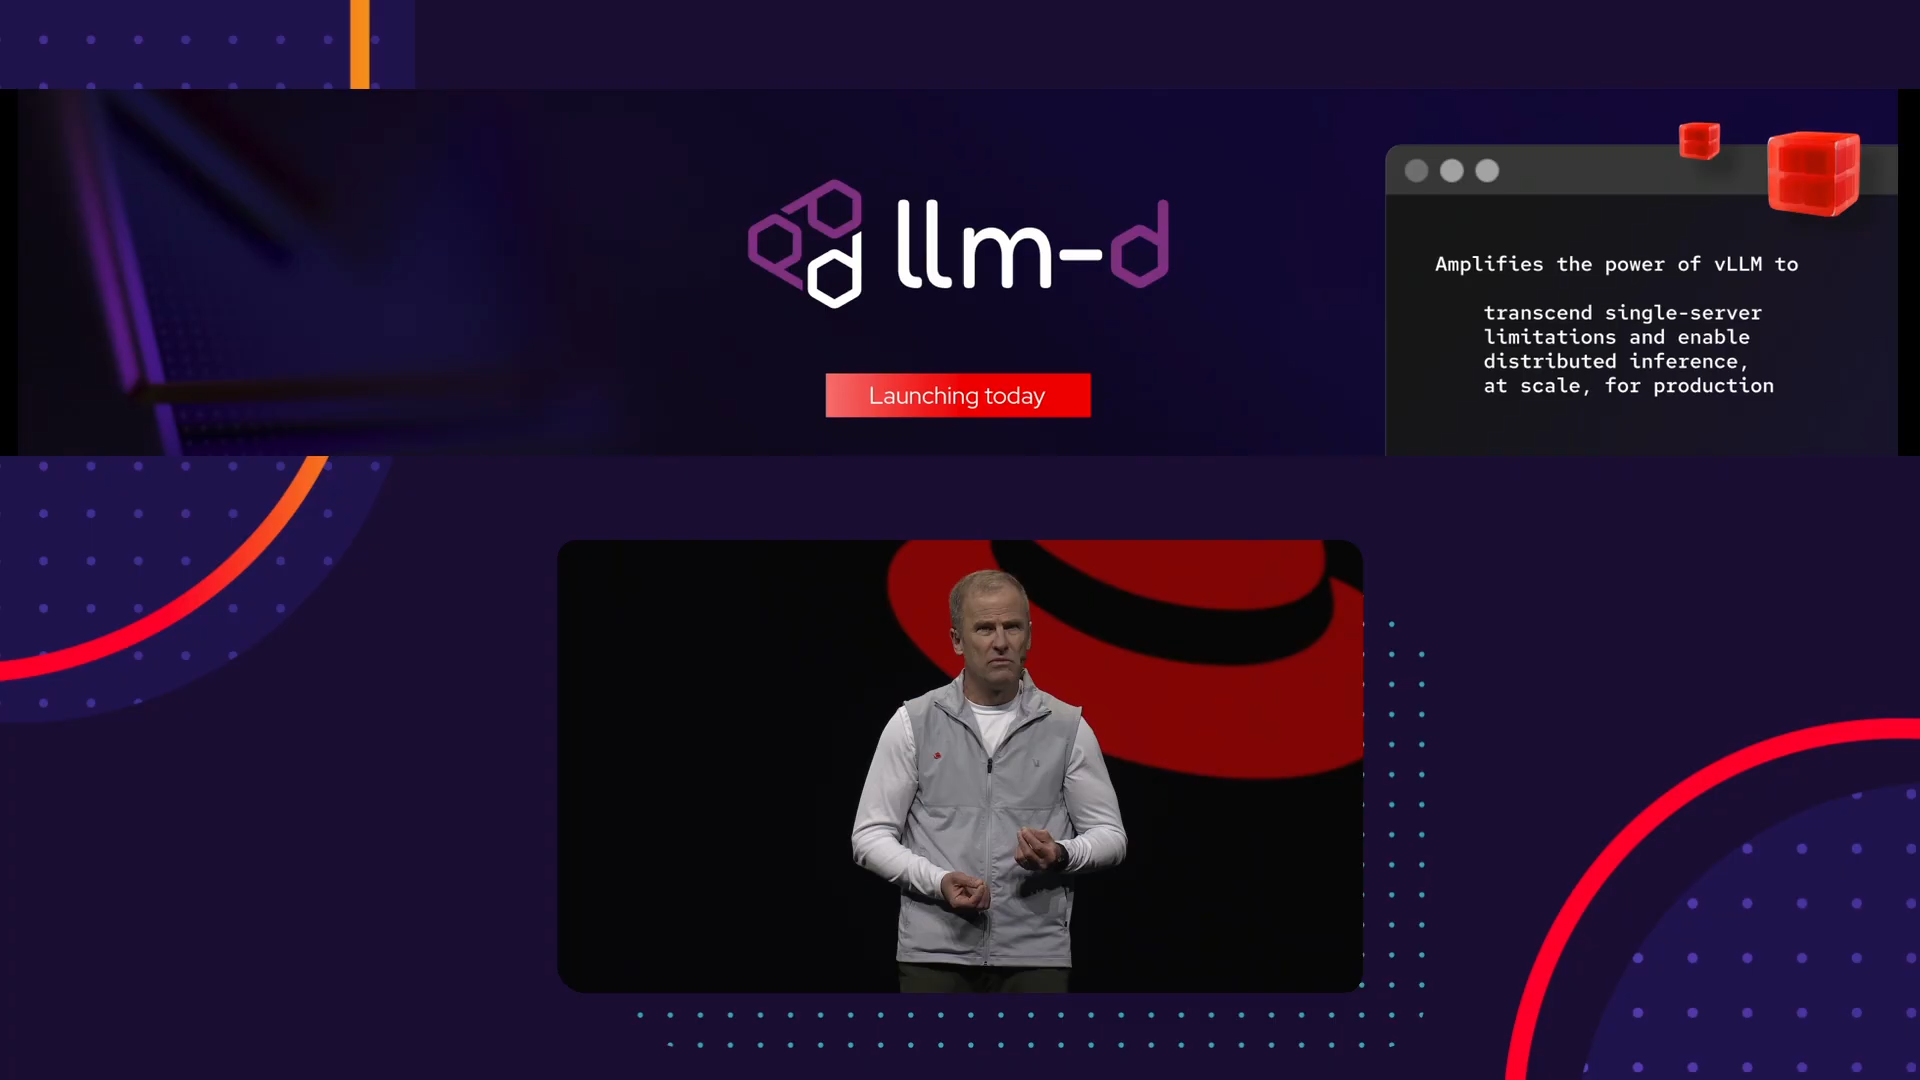 llm-d
Launching today
Amplifies the power of vLLM to
transcend single-server
limitations and enable
distributed inference,
at scale, for production